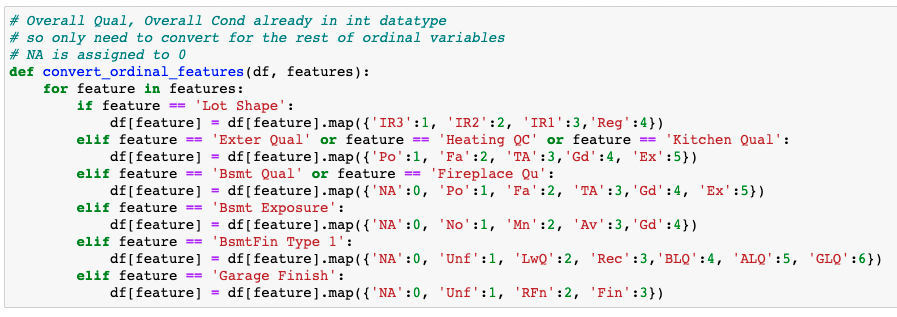 # Overall Qual, Overall Cond already in int datatype
# so only need to convert for the rest of ordinal variables
# NA is assigned to 0
def convert_ordinal_features(df, features):
    for feature in features:
        if feature == 'Lot Shape':
            df[feature] = df[feature].map({'IR3':1, 'IR2':2, 'IR1':3,'Reg':4})
        elif feature == 'Exter Qual' or feature == 'Heating QC' or feature == 'Kitchen Qual':
            df[feature] = df[feature].map({'Po':1, 'Fa':2, 'TA':3,'Gd':4, 'Ex':5})
        elif feature == 'Bsmt Qual' or feature == 'Fireplace Qu':
            df[feature] = df[feature].map({'NA':0, 'Po':1, 'Fa':2, 'TA':3,'Gd':4, 'Ex':5})
        elif feature == 'Bsmt Exposure':
            df[feature] = df[feature].map({'NA':0, 'No':1, 'Mn':2, 'Av':3,'Gd':4})
        elif feature == 'BsmtFin Type 1':
            df[feature] = df[feature].map({'NA':0, 'Unf':1, 'LwQ':2, 'Rec':3,'BLQ':4, 'ALQ':5, 'GLQ':6})
        elif feature == 'Garage Finish':
            df[feature] = df[feature].map({'NA':0, 'Unf':1, 'RFn':2, 'Fin':3})